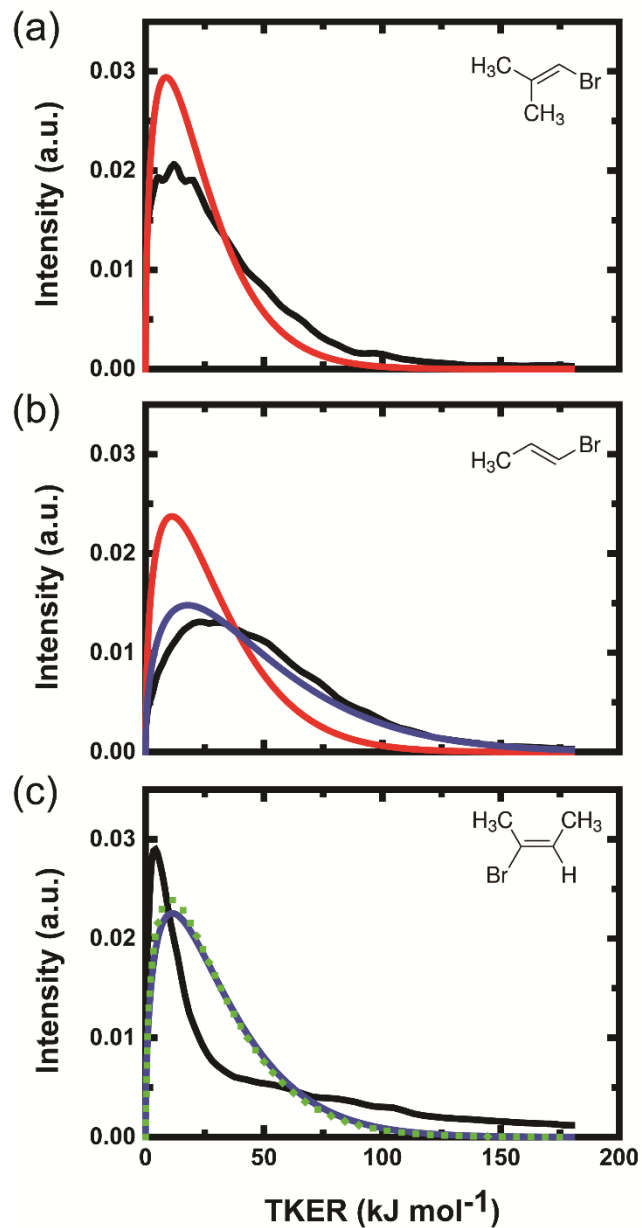 (a)
0.03
0.02
0.01
0.00
Intensity (a.u.)
H₃C
Br
CH₃
(b)
0.03
0.02
0.01
0.00
Intensity (a.u.)
H₃C
Br
(c)
0.03
0.02
0.01
0.00
Intensity (a.u.)
H₃C CH₃
Br H
0 50 100 150 200
TKER (kJ mol⁻¹)